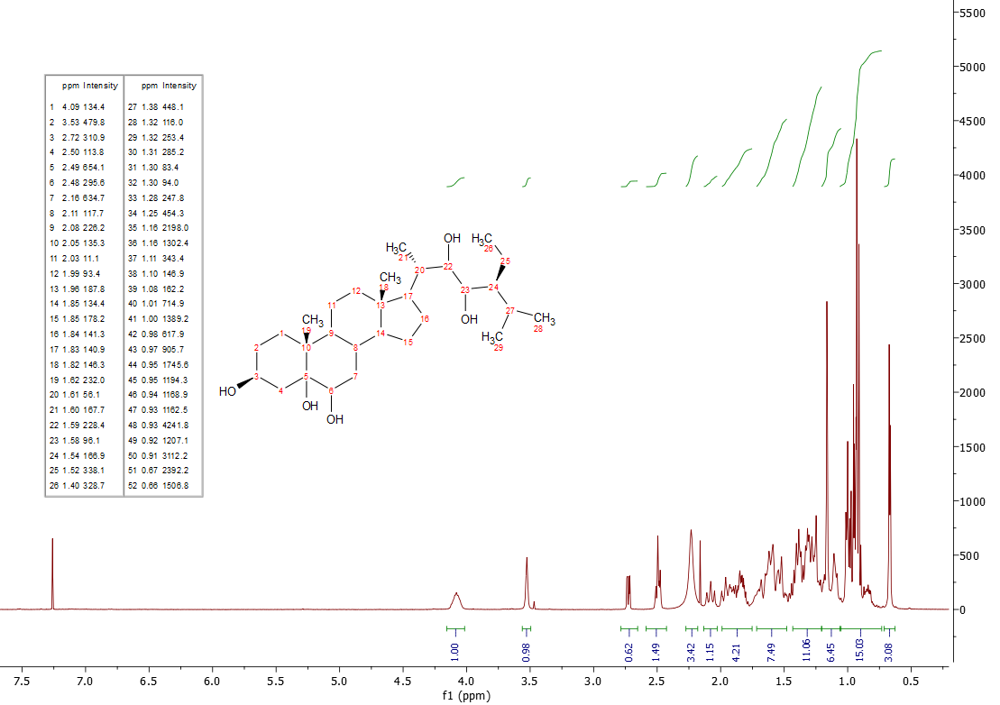 ppm Intensity ppm Intensity
1 4.09 134.4 27 1.38 448.1
2 3.53 479.8 28 1.32 116.0
3 2.72 310.9 29 1.32 253.4
4 2.50 113.8 30 1.31 285.2
5 2.49 654.1 31 1.30 83.4
6 2.48 295.6 32 1.30 94.0
7 2.16 634.7 33 1.28 247.8
8 2.11 117.7 34 1.25 454.3
9 2.08 226.2 35 1.16 2198.0
10 2.05 135.3 36 1.16 1302.4
11 2.03 11.1 37 1.11 343.4
12 1.99 93.4 38 1.10 146.9
13 1.96 187.8 39 1.08 162.2
14 1.85 134.4 40 1.01 714.9
15 1.85 178.2 41 1.00 1389.2
16 1.84 141.3 42 0.98 617.9
17 1.83 140.9 43 0.97 905.7
18 1.82 146.3 44 0.95 1745.6
19 1.62 232.0 45 0.95 1194.3
20 1.61 56.1 46 0.94 1168.9
21 1.60 167.7 47 0.93 1162.5
22 1.59 228.4 48 0.93 4241.8
23 1.58 96.1 49 0.92 1207.1
24 1.54 166.9 50 0.91 3112.2
25 1.52 338.1 51 0.67 2392.2
26 1.40 328.7 52 0.66 1506.8
OH H3C
26
H3C
21 25
20 22
CH3
18 23 24
12 17
11 13 OH 27 CH3
16 28
CH3 H3C
19 14 29
1 9 15
2 10 8
3 5 7
HO 4 6
OH
OH
5500
5000
4500
4000
3500
3000
2500
2000
1500
1000
500
0
1.00 0.98 0.62 1.49 3.42 1.15 4.21 7.49 11.06 6.45 15.03 3.08
7.5 7.0 6.5 6.0 5.5 5.0 4.5 4.0 3.5 3.0 2.5 2.0 1.5 1.0 0.5
f1 (ppm)